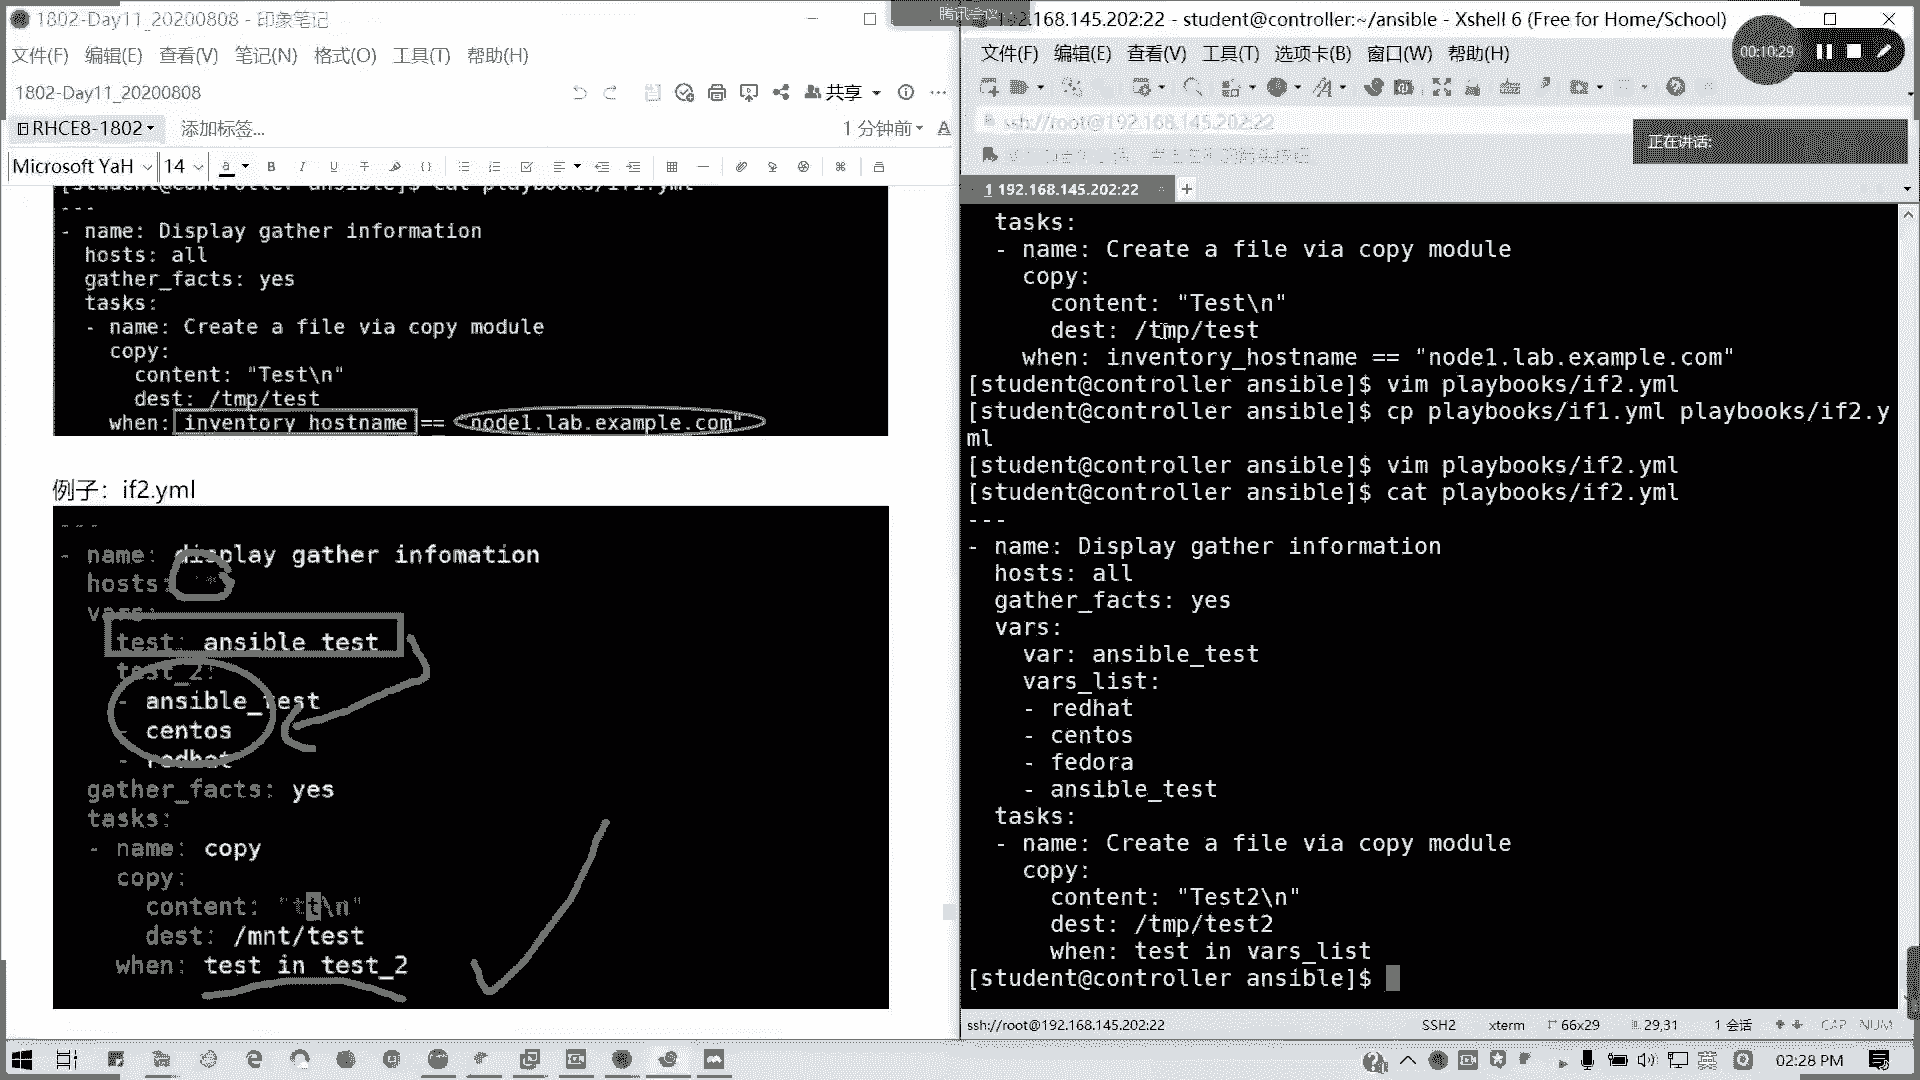 1802-Day11_20200808 - 印象笔记
文件(F) 编辑(E) 查看(V) 笔记(N) 格式(O) 工具(T) 帮助(H)
1802-Day11_20200808
共享
RHCE8-1802
添加标签...
1 分钟前
Microsoft YaH 14
[student@controller ansible]$ cat playbooks/if1.yml
---
- name: Display gather information
hosts: all
gather_facts: yes
tasks:
- name: Create a file via copy module
copy:
content: "Test\n"
dest: /tmp/test
when: inventory_hostname == "node1.lab.example.com"
例子：if2.yml
---
- name: display gather infomation
hosts:
vars:
test: ansible_test
test_2:
- ansible_test
- centos
- redhat
gather_facts: yes
tasks:
- name: copy
copy:
content: "tt\n"
dest: /mnt/test
when: test in test_2
腾讯会议
192.168.145.202:22 - student@controller:~/ansible - Xshell 6 (Free for Home/School)
文件(F) 编辑(E) 查看(V) 工具(T) 选项卡(B) 窗口(W) 帮助(H)
00:10:29
ssh://root@192.168.145.202:22
正在讲话:
1 192.168.145.202:22
tasks:
- name: Create a file via copy module
copy:
content: "Test\n"
dest: /tmp/test
when: inventory_hostname == "node1.lab.example.com"
[student@controller ansible]$ vim playbooks/if2.yml
[student@controller ansible]$ cp playbooks/if1.yml playbooks/if2.y
ml
[student@controller ansible]$ vim playbooks/if2.yml
[student@controller ansible]$ cat playbooks/if2.yml
---
- name: Display gather information
hosts: all
gather_facts: yes
vars:
var: ansible_test
vars_list:
- redhat
- centos
- fedora
- ansible_test
tasks:
- name: Create a file via copy module
copy:
content: "Test2\n"
dest: /tmp/test2
when: test in vars_list
[student@controller ansible]$
ssh://root@192.168.145.202:22 SSH2 xterm 66x29 29,31 1 会话 CAP NUM
英
02:28 PM